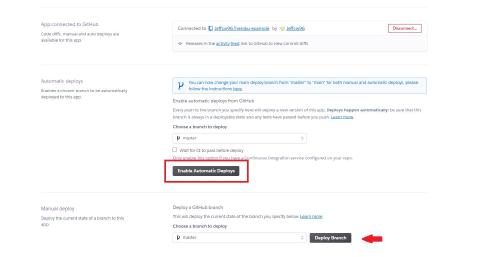 App connected to GitHub
Code diffs, manual and auto deploys are
available for this app.
Connected to jeffcw96/heroku-example by jeffcw96
Disconnect...
Releases in the activity feed link to GitHub to view commit diffs
Automatic deploys
Enables a chosen branch to be automatically
deployed to this app.
You can now change your main deploy branch from "master" to "main" for both manual and automatic deploys, please
follow the instructions here.
Enable automatic deploys from GitHub
Every push to the branch you specify here will deploy a new version of this app. Deploys happen automatically: be sure that this
branch is always in a deployable state and any tests have passed before you push. Learn more.
Choose a branch to deploy
master
Wait for CI to pass before deploy
Only enable this option if you have a Continuous Integration service configured on your repo.
Enable Automatic Deploys
Manual deploy
Deploy the current state of a branch to this
app.
Deploy a GitHub branch
This will deploy the current state of the branch you specify below. Learn more.
Choose a branch to deploy
master
Deploy Branch